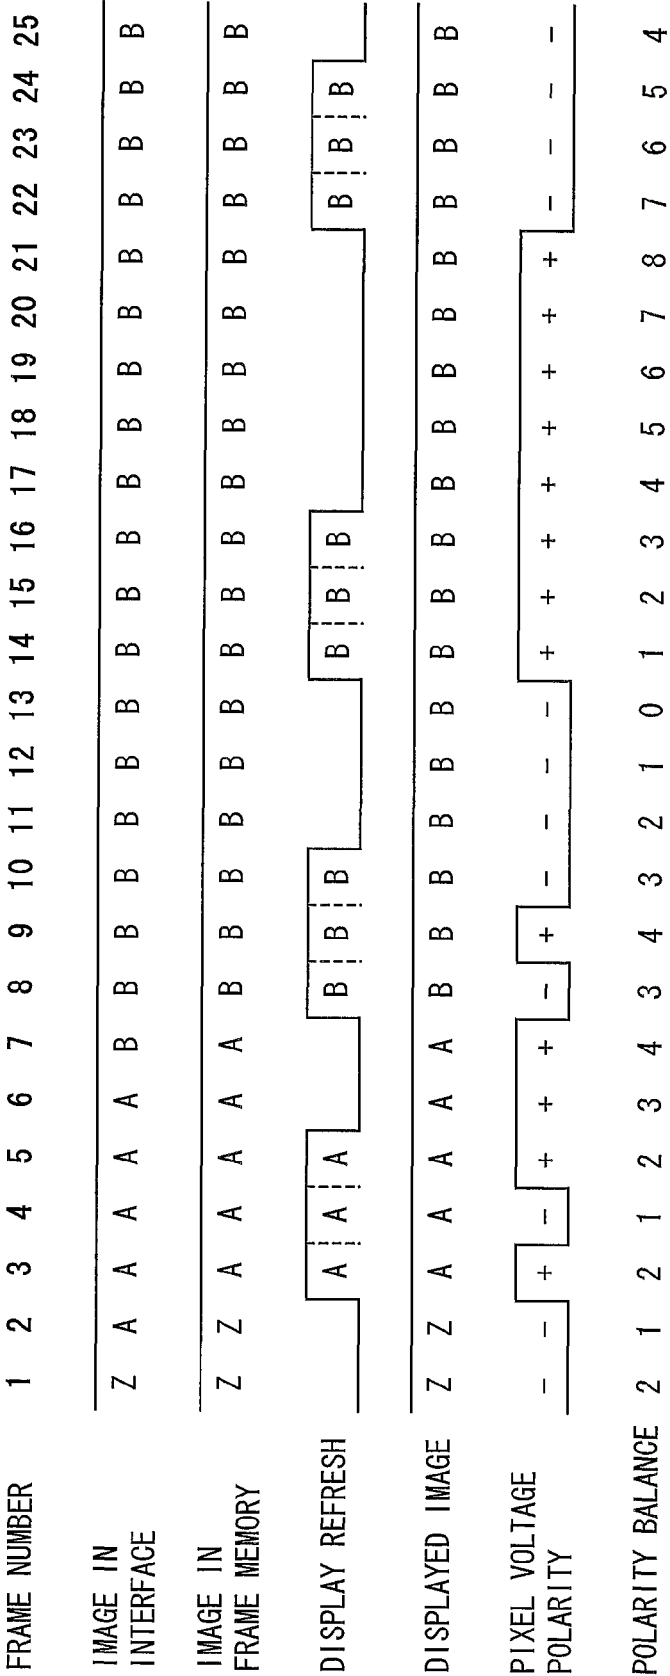 FRAME NUMBER 1 2 3 4 5 6 7 8 9 10 11 12 13 14 15 16 17 18 19 20 21 22 23 24 25
IMAGE IN
INTERFACE Z A A A A A B B B B B B B B B B B B B B B B B B B
IMAGE IN
FRAME MEMORY Z Z A A A A A B B B B B B B B B B B B B B B B B B
DISPLAY REFRESH A A A B B B B B B B B B
DISPLAYED IMAGE Z Z A A A A A B B B B B B B B B B B B B B B B B B
PIXEL VOLTAGE
POLARITY - - + - + + + - + - - - - + + + + + + + + - - - -
POLARITY BALANCE 2 1 2 1 2 3 4 3 4 3 2 1 0 1 2 3 4 5 6 7 8 7 6 5 4